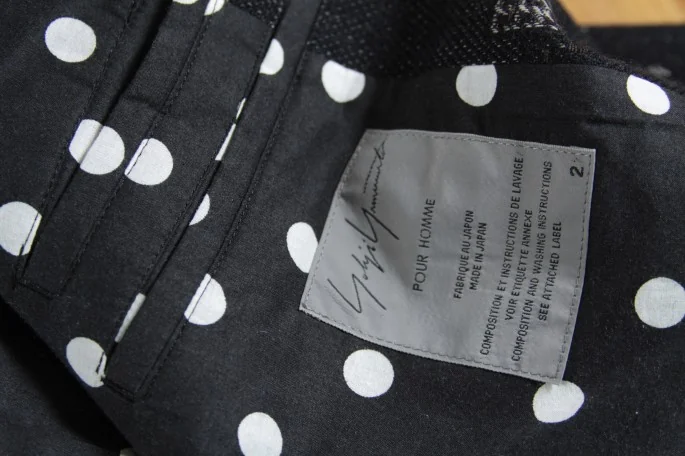 Yohji Yamamoto
POUR HOMME
FABRIQUE AU JAPON
MADE IN JAPAN
COMPOSITION ET INSTRUCTIONS DE LAVAGE
VOIR ETIQUETTE ANNEXE
COMPOSITION AND WASHING INSTRUCTIONS
SEE ATTACHED LABEL
2